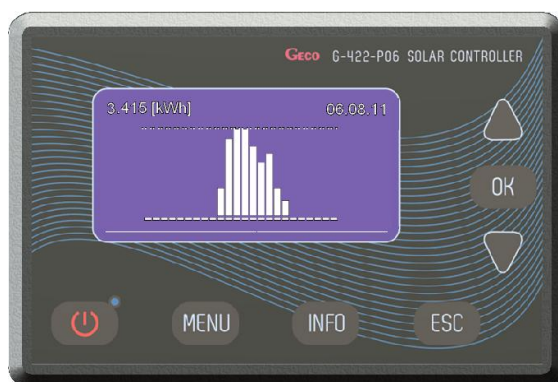 GECO G-422-P06 SOLAR CONTROLLER
3.415 [kWh] 06.08.11
OK
MENU INFO ESC